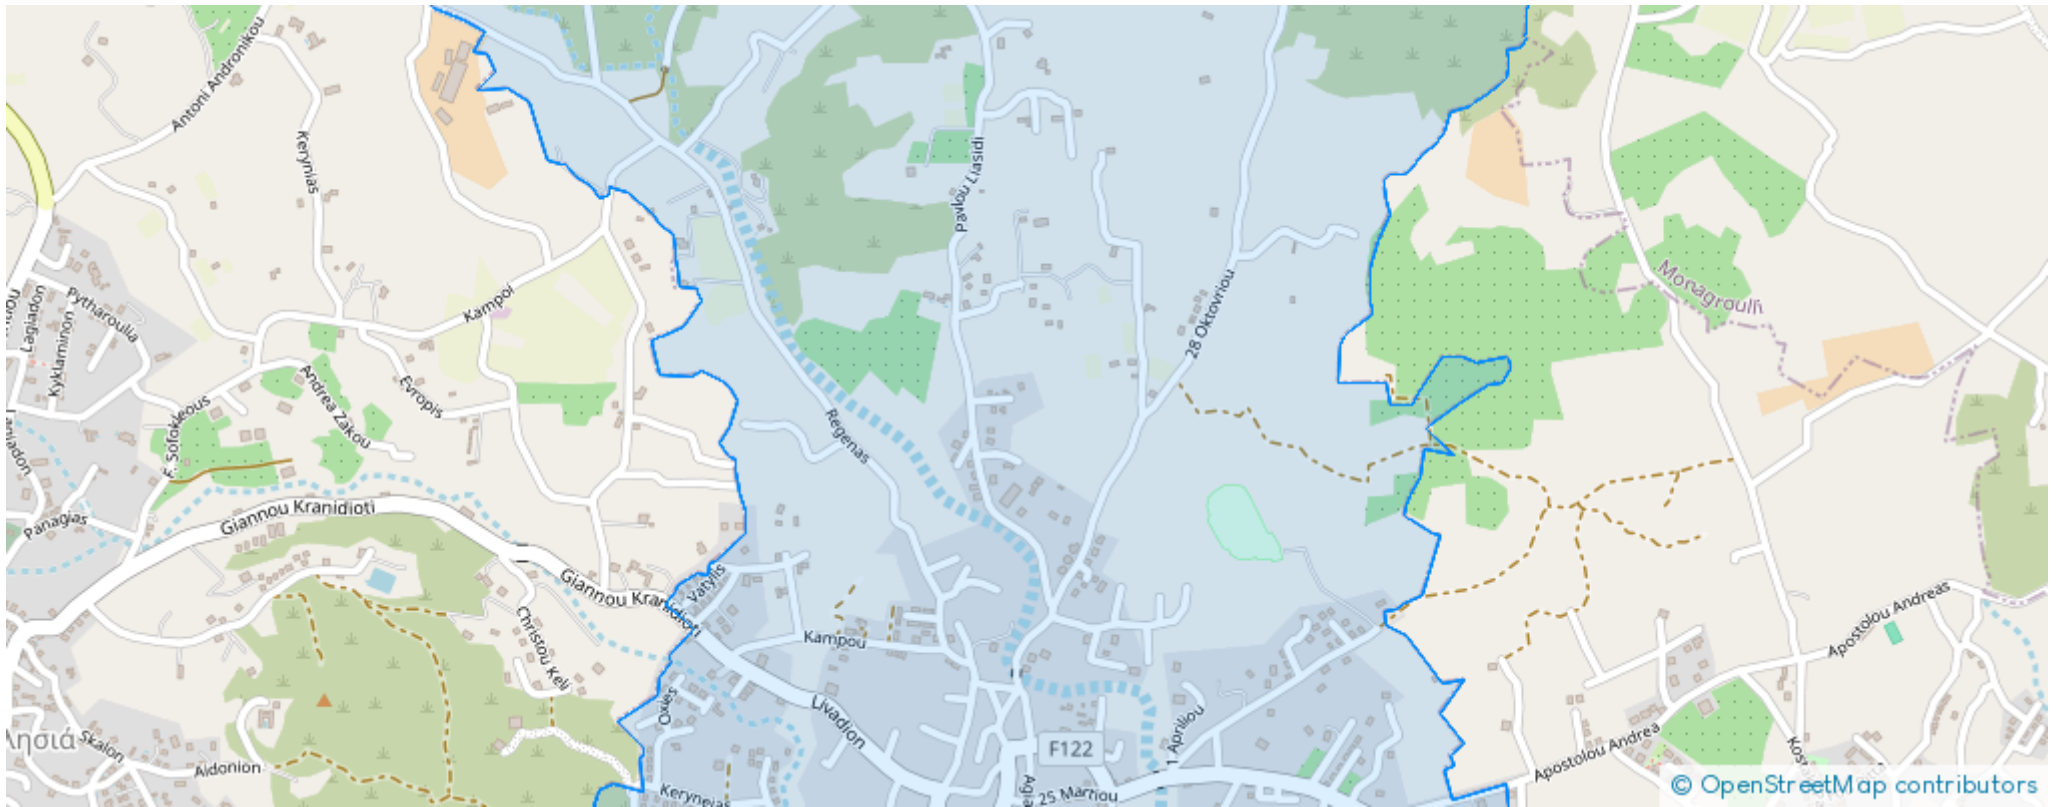 Antoni Andronikou
Kerynias
Pavlou Liasidi
28 Oktovriou
Monagroulli
Lagiadon
Kyklaminon
Pytharoulla
Kampoi
Evropis
Andrea Zakou
F. Sofokleous
Regenas
Panagias
Giannou Kranidioti
Giannou Kranidioti
Vatylis
Christou Keli
Kampou
Oxies
Livadion
Apostolou Andreas
Apostolou Andrea
1 Apriliou
F122
Skalon
Aidonion
Keryneias
25 Martiou
© OpenStreetMap contributors